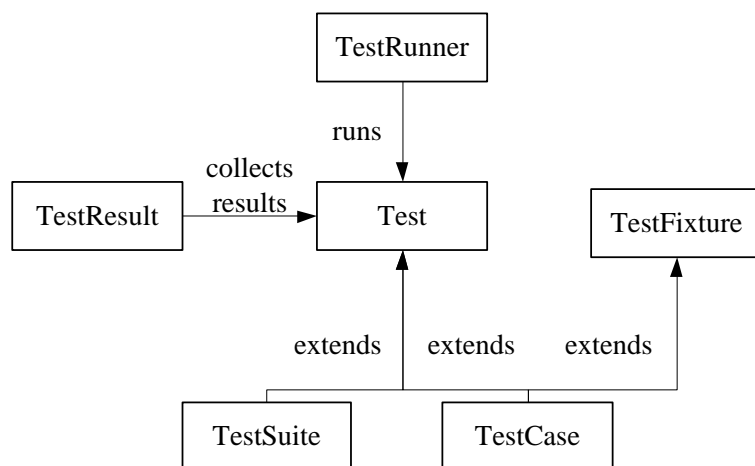 TestRunner
runs
collects
results
TestResult
Test
TestFixture
extends
extends
extends
TestSuite
TestCase